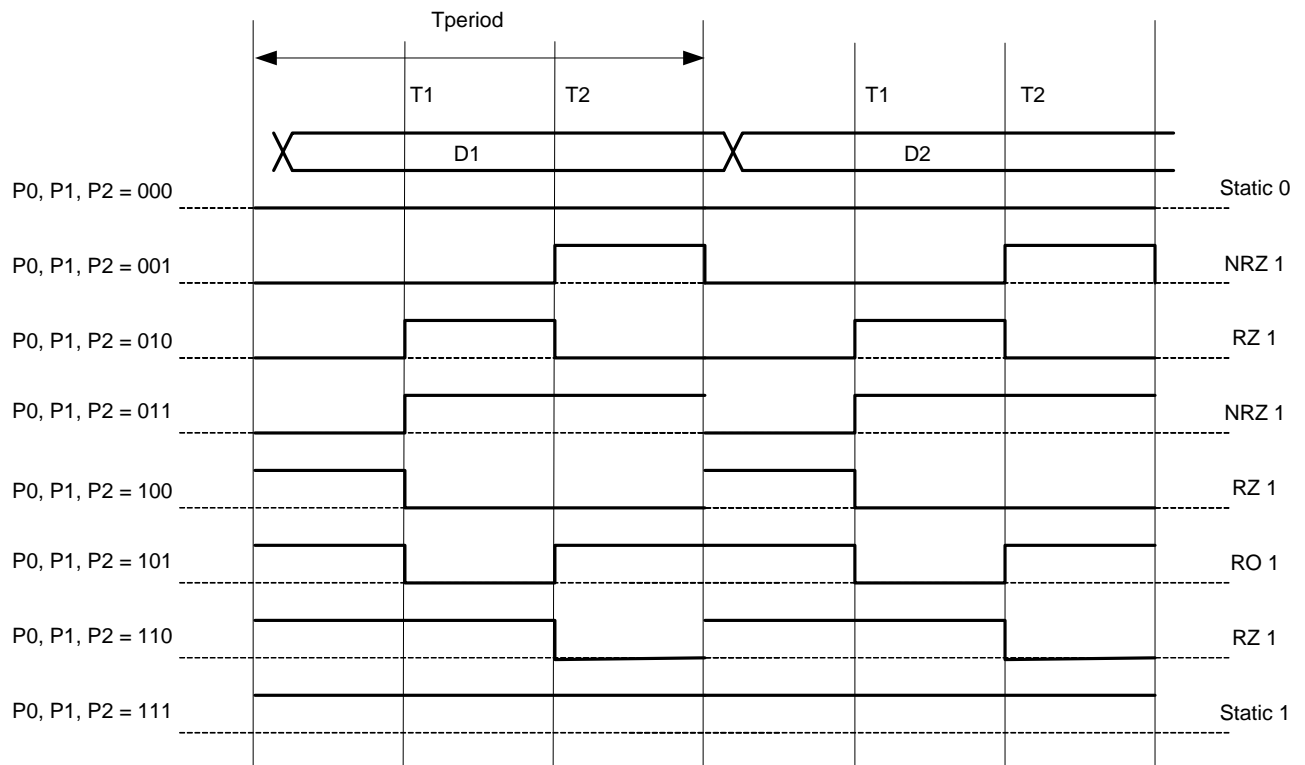 Tperiod
T1 T2 T1 T2
D1 D2
P0, P1, P2 = 000 Static 0
P0, P1, P2 = 001 NRZ 1
P0, P1, P2 = 010 RZ 1
P0, P1, P2 = 011 NRZ 1
P0, P1, P2 = 100 RZ 1
P0, P1, P2 = 101 RO 1
P0, P1, P2 = 110 RZ 1
P0, P1, P2 = 111 Static 1